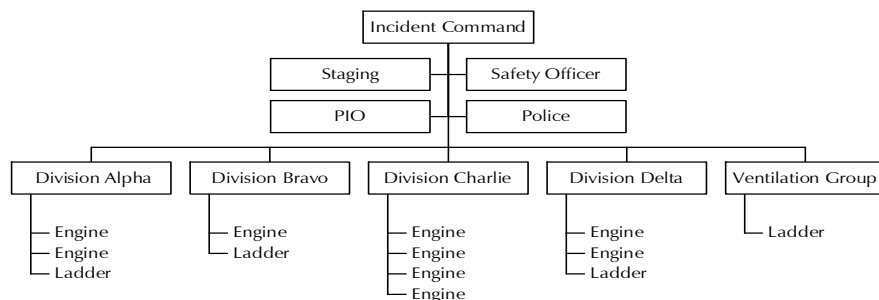 Incident Command
Staging
Safety Officer
PIO
Police
Division Alpha
Division Bravo
Division Charlie
Division Delta
Ventilation Group
Engine
Engine
Ladder
Engine
Ladder
Engine
Engine
Engine
Engine
Engine
Engine
Ladder
Ladder